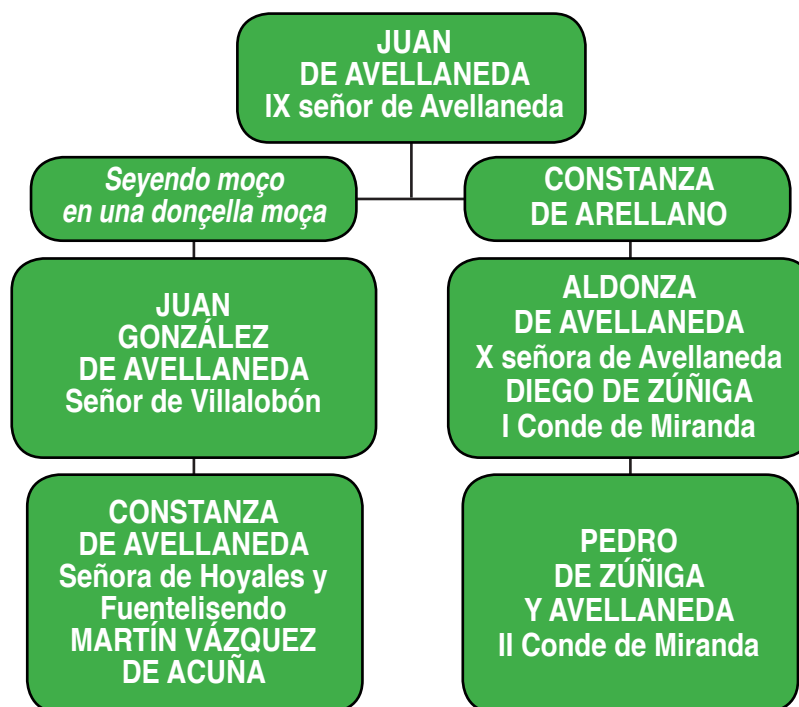 JUAN
DE AVELLANEDA
IX señor de Avellaneda
Seyendo moço
en una donçella moça
CONSTANZA
DE ARELLANO
JUAN
GONZÁLEZ
DE AVELLANEDA
Señor de Villalobón
ALDONZA
DE AVELLANEDA
X señora de Avellaneda
DIEGO DE ZÚÑIGA
I Conde de Miranda
CONSTANZA
DE AVELLANEDA
Señora de Hoyales y
Fuentelisendo
MARTÍN VÁZQUEZ
DE ACUÑA
PEDRO
DE ZÚÑIGA
Y AVELLANEDA
II Conde de Miranda